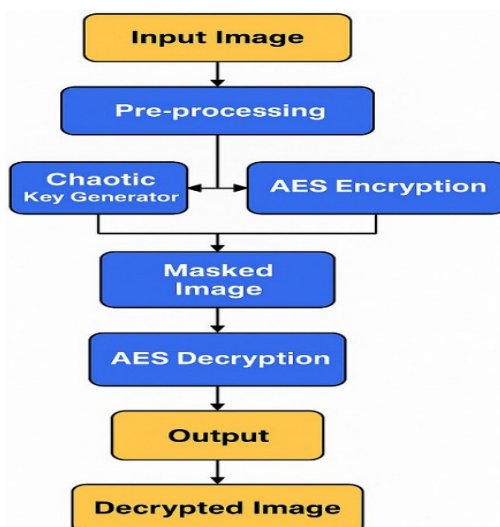 Input Image
Pre-processing
Chaotic
Key Generator
AES Encryption
Masked
Image
AES Decryption
Output
Decrypted Image